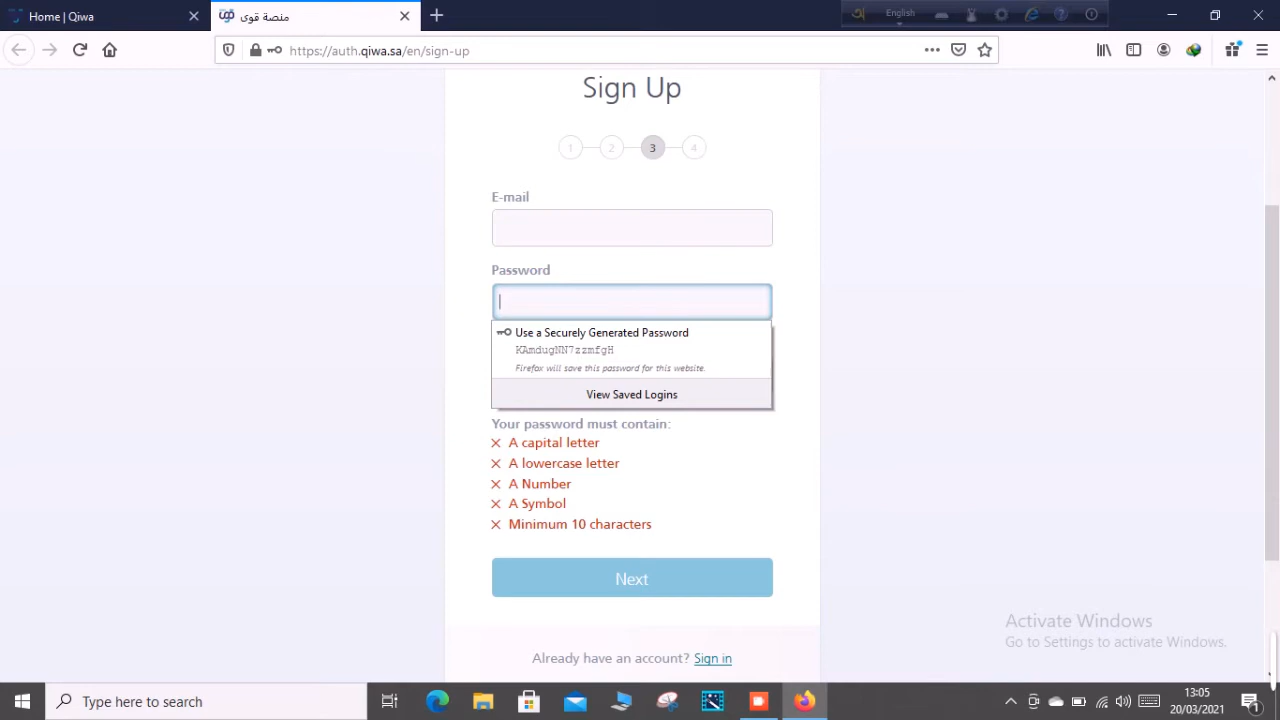 Home | Qiwa
منصة قوى
English
https://auth.qiwa.sa/en/sign-up
Sign Up
1
2
3
4
E-mail
Password
Use a Securely Generated Password
KAmdugNN7zzmfgH
Firefox will save this password for this website.
View Saved Logins
Your password must contain:
A capital letter
A lowercase letter
A Number
A Symbol
Minimum 10 characters
Next
Activate Windows
Go to Settings to activate Windows.
Already have an account? Sign in
Type here to search
13:05
20/03/2021